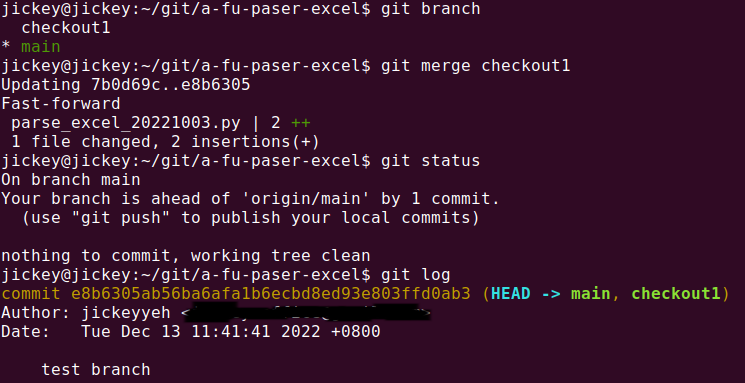 jickey@jickey:~/git/a-fu-paser-excel$ git branch
  checkout1
* main
jickey@jickey:~/git/a-fu-paser-excel$ git merge checkout1
Updating 7b0d69c..e8b6305
Fast-forward
 parse_excel_20221003.py | 2 ++
 1 file changed, 2 insertions(+)
jickey@jickey:~/git/a-fu-paser-excel$ git status
On branch main
Your branch is ahead of 'origin/main' by 1 commit.
  (use "git push" to publish your local commits)

nothing to commit, working tree clean
jickey@jickey:~/git/a-fu-paser-excel$ git log
commit e8b6305ab56ba6afa1b6ecbd8ed93e803ffd0ab3 (HEAD -> main, checkout1)
Author: jickeyyeh <
Date:   Tue Dec 13 11:41:41 2022 +0800

    test branch